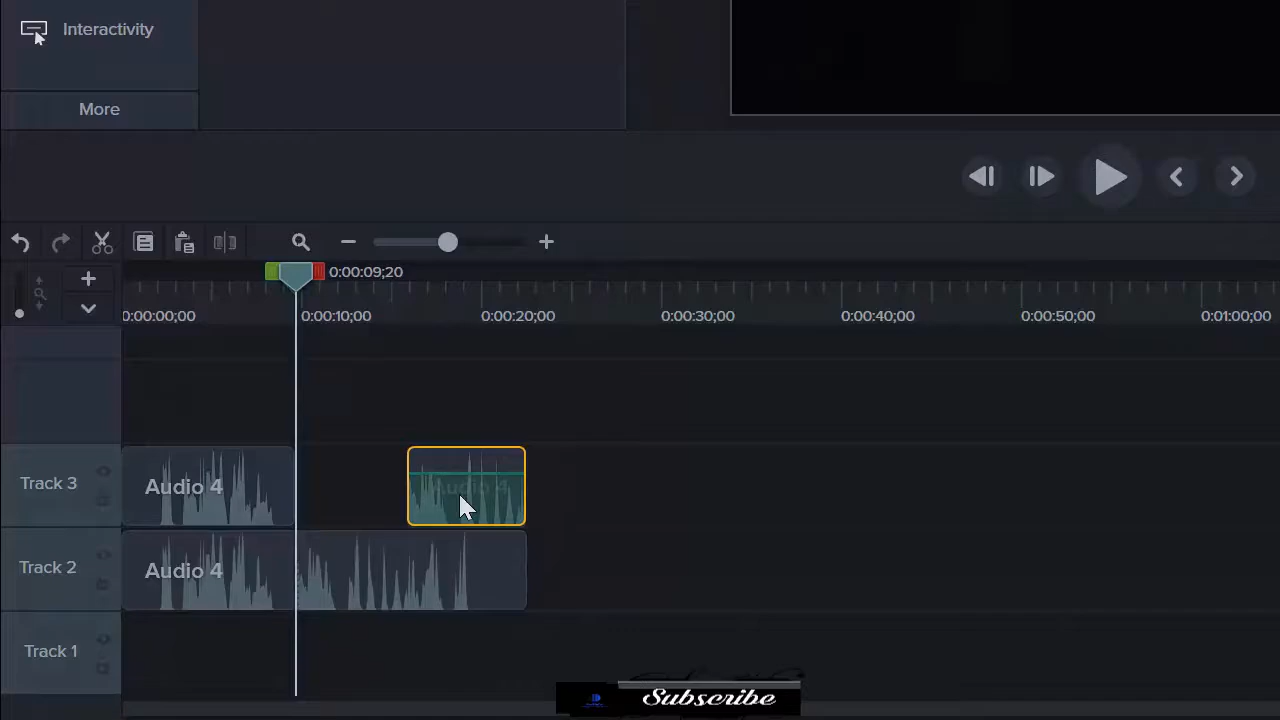 Interactivity
More
0:00:09;20
0:00:00;00 0:00:10;00 0:00:20;00 0:00:30;00 0:00:40;00 0:00:50;00 0:01:00;00
Track 3 Audio 4 Audio 4
Track 2 Audio 4
Track 1
Subscribe